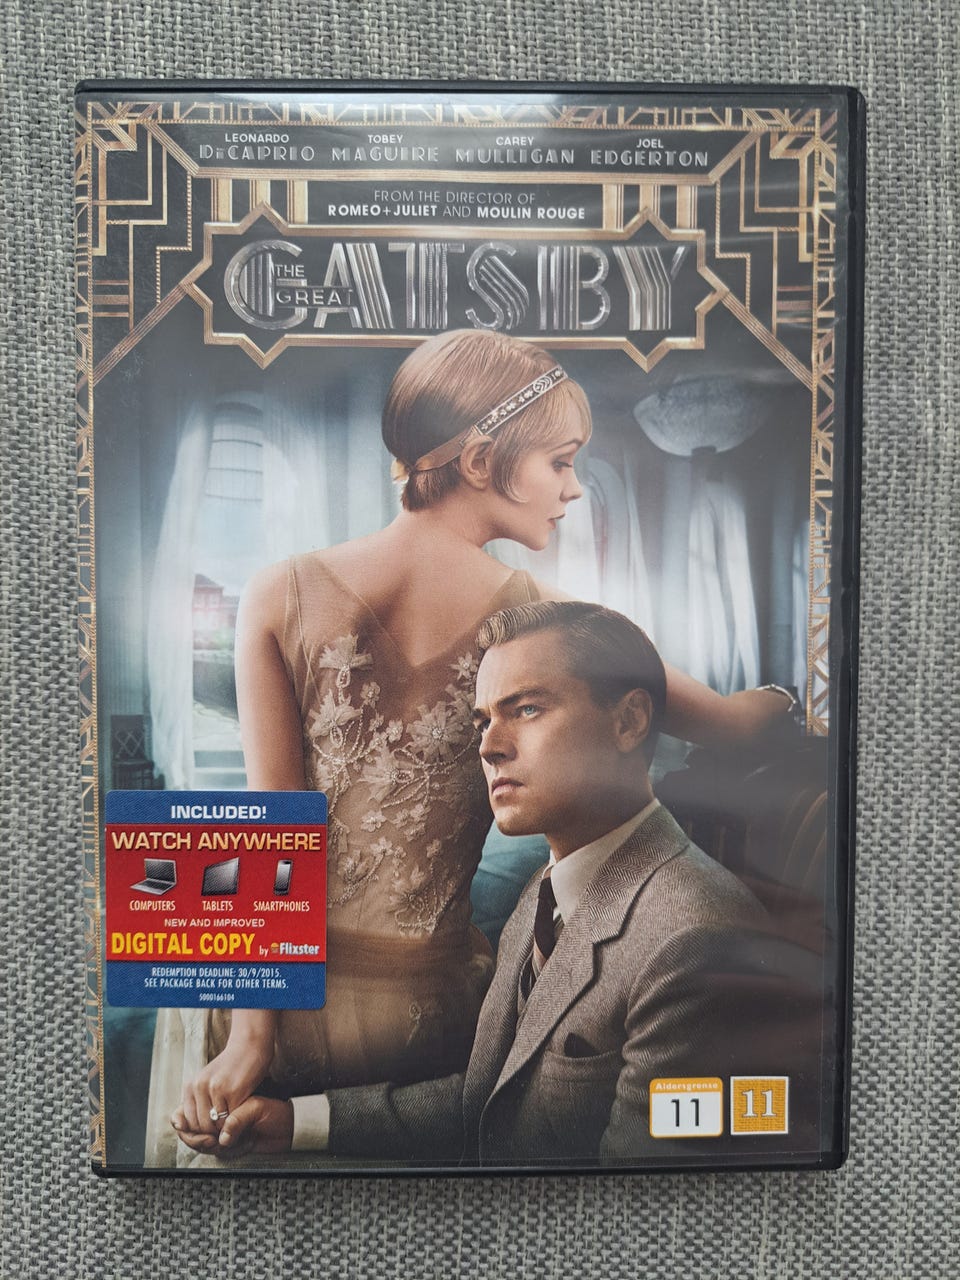 LEONARDO DiCAPRIO TOBEY MAGUIRE CAREY MULLIGAN JOEL EDGERTON
FROM THE DIRECTOR OF
ROMEO+JULIET AND MOULIN ROUGE
THE GREAT GATSBY
INCLUDED!
WATCH ANYWHERE
COMPUTERS TABLETS SMARTPHONES
NEW AND IMPROVED
DIGITAL COPY by Flixster
REDEMPTION DEADLINE: 30/9/2015.
SEE PACKAGE BACK FOR OTHER TERMS.
5000166104
Aldersgrense
11
11